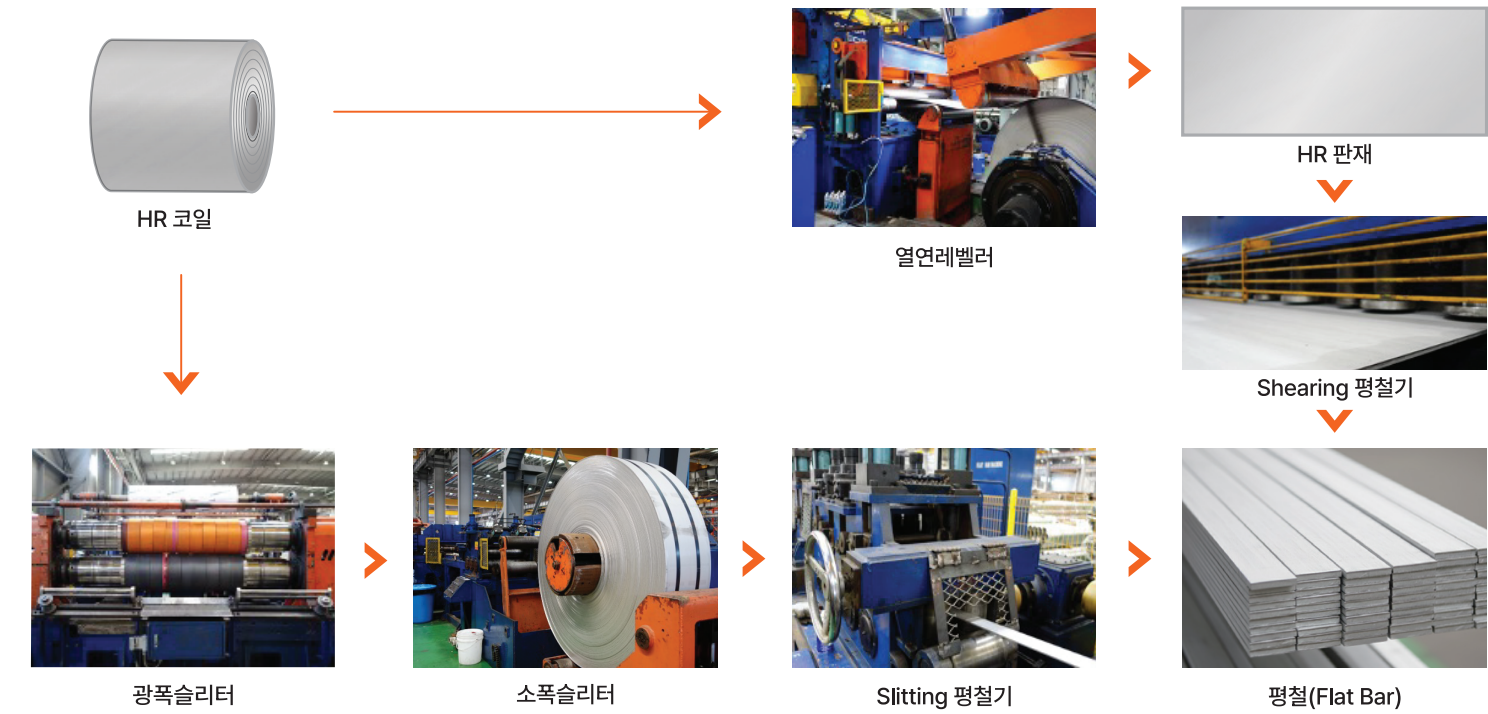 HR 코일
열연레벨러
HR 판재
Shearing 평철기
광폭슬리터
소폭슬리터
Slitting 평철기
평철(Flat Bar)